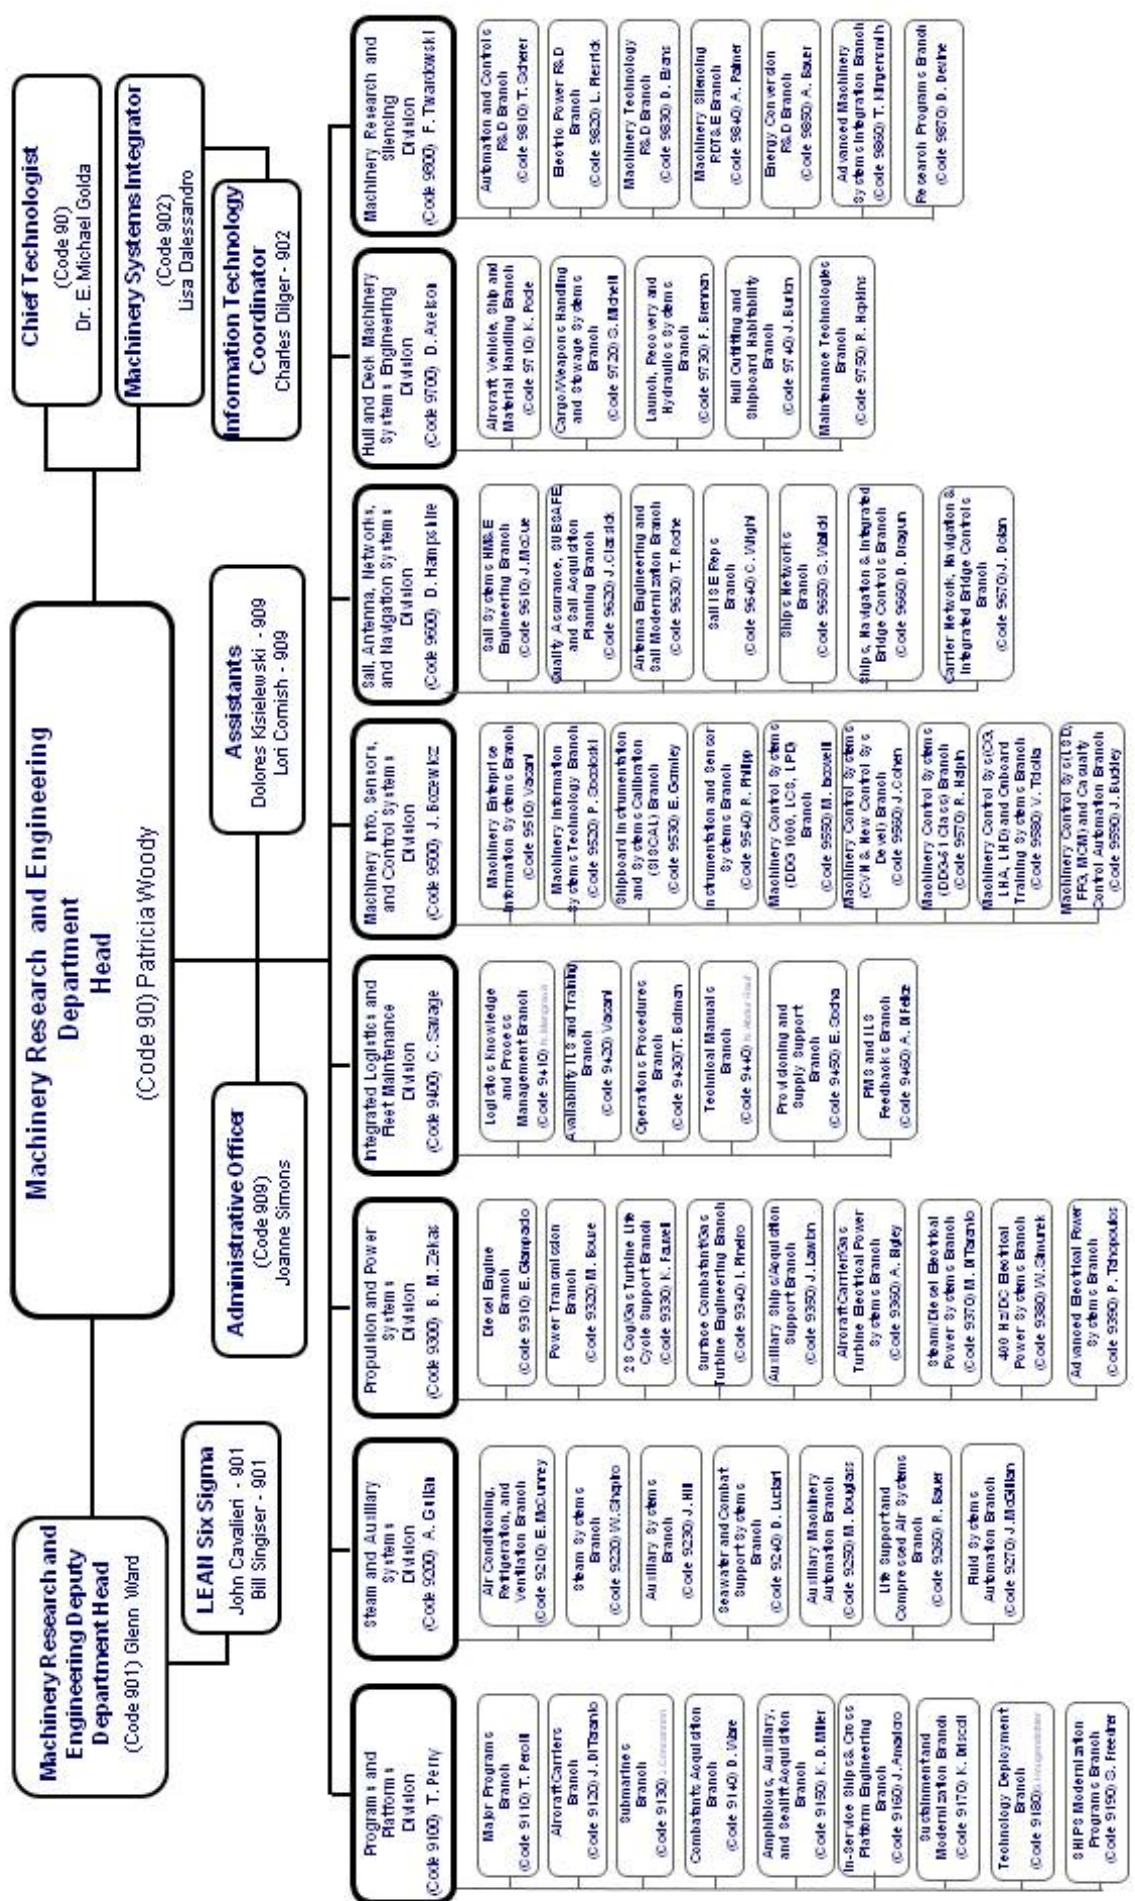 Machinery Research and Engineering
Department
Head
(Code 90) Patricia Woody
Machinery Research and
Engineering Deputy
Department Head
(Code 901) Glenn Ward
LEAN Six Sigma
John Cavalieri - 901
Bill Singiser - 901
Administrative Officer
(Code 909)
Joanne Simons
Assistants
Dolores Kisielewski - 909
Lori Cornish - 909
Chief Technologist
(Code 90)
Dr. E. Michael Golda
Machinery Systems Integrator
(Code 902)
Lisa Dalessandro
Information Technology
Coordinator
Charles Dilger - 902
Programs and
Platforms
Division
(Code 9100) T. Perry
Major Programs
Branch
(Code 9110) T. Perotti
Aircraft Carriers
Branch
(Code 9120) J. DiTaranto
Submarines
Branch
(Code 9130)
Combatants Acquisition
Branch
(Code 9140) D. Ware
Amphibious, Auxiliary,
and Sealift Acquisition
Branch
(Code 9150) K. D. Miller
In-Service Ships & Cross
Platform Engineering
Branch
(Code 9160) J. Amadoro
Sustainment and
Modernization Branch
(Code 9170) K. Driscoll
Technology Deployment
Branch
(Code 9180)
SHIPS Modernization
Programs Branch
(Code 9190) S. Freedner
Steam and Auxiliary
Systems
Division
(Code 9200) A.
Air Conditioning,
Refrigeration, and
Ventilation Branch
(Code 9210) E. McCunney
Steam Systems
Branch
(Code 9220) W. Shapiro
Auxiliary Systems
Branch
(Code 9230) J. Hill
Seawater and Combat
Support Systems
Branch
(Code 9240) D. Luciani
Auxiliary Machinery
Automation Branch
(Code 9250) M. Douglass
Life Support and
Compressed Air Systems
Branch
(Code 9260) R. Bauer
Fluid Systems
Automation Branch
(Code 9270) J. McGillian
Propulsion and Power
Systems
Division
(Code 9300) B. M. Zekas
Diesel Engine
Branch
(Code 9310) E. Giampado
Power Transmission
Branch
(Code 9320) M.
2S Cog/Gas Turbine Life
Cycle Support Branch
(Code 9330) K.
Surface Combatant/Gas
Turbine Engineering Branch
(Code 9340) I. Pineiro
Auxiliary Ships/Acquisition
Support Branch
(Code 9350) J. Lawton
Aircraft Carrier/Gas
Turbine Electrical Power
Systems Branch
(Code 9360) A. Bigley
Steam/Diesel Electrical
Power Systems Branch
(Code 9370) M. DiTaranto
400 Hz/DC Electrical
Power Systems Branch
(Code 9380) W. Simurek
Advanced Electrical Power
Systems Branch
(Code 9390) P. Tishopoulos
Integrated Logistics and
Fleet Maintenance
Division
(Code 9400) C. Savage
Logistics Knowledge
and Process
Management Branch
(Code 9410)
Availability ILS and Training
Branch
(Code 9420) Vacant
Operations Procedures
Branch
(Code 9430) T. Boltman
Technical Manuals
Branch
(Code 9440)
Provisioning and
Supply Support
Branch
(Code 9450) E. Socha
PMS and ILS
Feedbacks Branch
(Code 9460) A. DiFelice
Machinery Info, Sensors,
and Control Systems
Division
(Code 9500) J. Bozewicz
Machinery Enterprise
Information Systems Branch
(Code 9510) Vacant
Machinery Information
Systems Technology Branch
(Code 9520) P. Socoloski
Shipboard Instrumentation
and Systems Calibration
(SISCAL) Branch
(Code 9530) E. Gormley
Instrumentation and Sensor
Systems Branch
(Code 9540) R. Philipp
Machinery Control Systems
(DDG 1000, LCS, LPD)
Branch
(Code 9550) M. Iacovelli
Machinery Control Systems
(CVN & New Control Sys
Devel) Branch
(Code 9560) J. Cohen
Machinery Control Systems
(DDG-51 Class) Branch
(Code 9570) R. Halpin
Machinery Control Sys(CG,
LHA, LHD) and Onboard
Training Systems Branch
(Code 9580) V. Tidolla
Machinery Control Sys(LSD,
FFG, MCM) and Casualty
Control Automation Branch
(Code 9590) J. Buckley
Sail, Antenna, Networks,
and Navigation Systems
Division
(Code 9600) D. Hampshire
Sail Systems HM&E
Engineering Branch
(Code 9610) J. McCue
Quality Assurance, SUBSAFE,
and Sail Acquisition
Planning Branch
(Code 9620) J. Classick
Antenna Engineering and
Sail Modernization Branch
(Code 9630) T. Roche
Sail ISE Reps
Branch
(Code 9640) C. Wright
Ships Networks
Branch
(Code 9650) S. Wallicki
Ships, Navigation & Integrated
Bridge Controls Branch
(Code 9660) D. Dragun
Carrier Network, Navigation &
Integrated Bridge Controls
Branch
(Code 9670) J. Dolan
Hull and Deck Machinery
Systems Engineering
Division
(Code 9700) D. Axelson
Aircraft, Vehicle, Ship and
Material Handling Branch
(Code 9710) K. Poole
Cargo/Weapons Handling
and Stowage Systems
Branch
(Code 9720) G. Michell
Launch, Recovery and
Hydraulics Systems
Branch
(Code 9730) F. Brennan
Hull Outfitting and
Shipboard Habitability
Branch
(Code 9740) J. Burton
Maintenance Technologies
Branch
(Code 9750) R. Hopkins
Machinery Research and
Silencing
Division
(Code 9800) F. Twardowski
Automation and Controls
R&D Branch
(Code 9810) T. Scherer
Electric Power R&D
Branch
(Code 9820) L. Plesnick
Machinery Technology
R&D Branch
(Code 9830) D. Evans
Machinery Silencing
RDT&E Branch
(Code 9840) A. Palmer
Energy Conversion
R&D Branch
(Code 9850) A. Bauer
Advanced Machinery
Systems Integration Branch
(Code 9860) T. Klingensmith
Research Programs Branch
(Code 9870) D. Devine